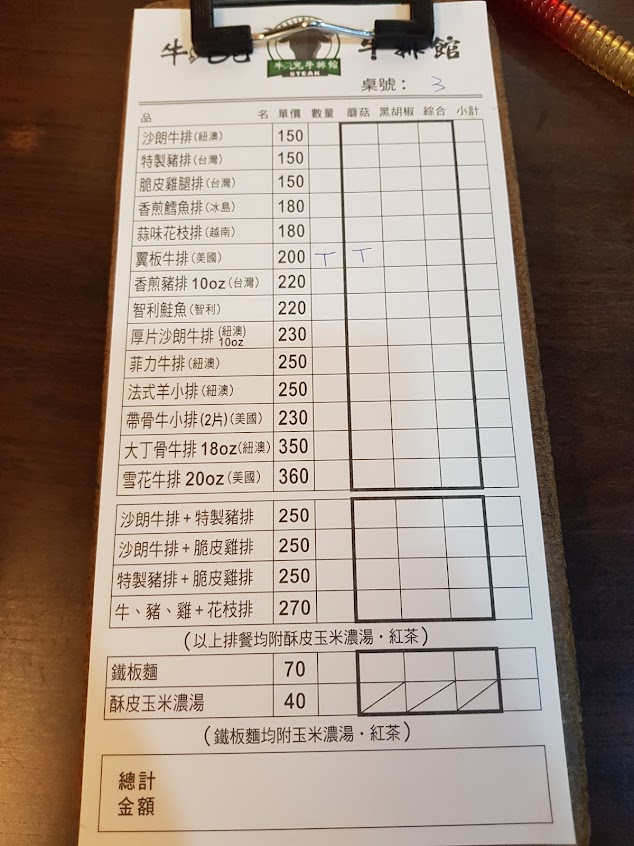 牛 館
牛 兜牛排館
STEAK
桌號： 3
品 名 單價 數量 蘑菇 黑胡椒 綜合 小計
沙朗牛排(紐澳) 150
特製豬排(台灣) 150
脆皮雞腿排(台灣) 150
香煎鱈魚排(冰島) 180
蒜味花枝排(越南) 180
翼板牛排(美國) 200 T T
香煎豬排 10oz(台灣) 220
智利鮭魚(智利) 220
厚片沙朗牛排 (紐澳) 10oz 230
菲力牛排(紐澳) 250
法式羊小排(紐澳) 250
帶骨牛小排(2片)(美國) 230
大丁骨牛排 18oz(紐澳) 350
雪花牛排 20oz(美國) 360
沙朗牛排+特製豬排 250
沙朗牛排+脆皮雞排 250
特製豬排+脆皮雞排 250
牛、豬、雞+花枝排 270
(以上排餐均附酥皮玉米濃湯·紅茶)
鐵板麵 70
酥皮玉米濃湯 40
(鐵板麵均附玉米濃湯·紅茶)
總計
金額